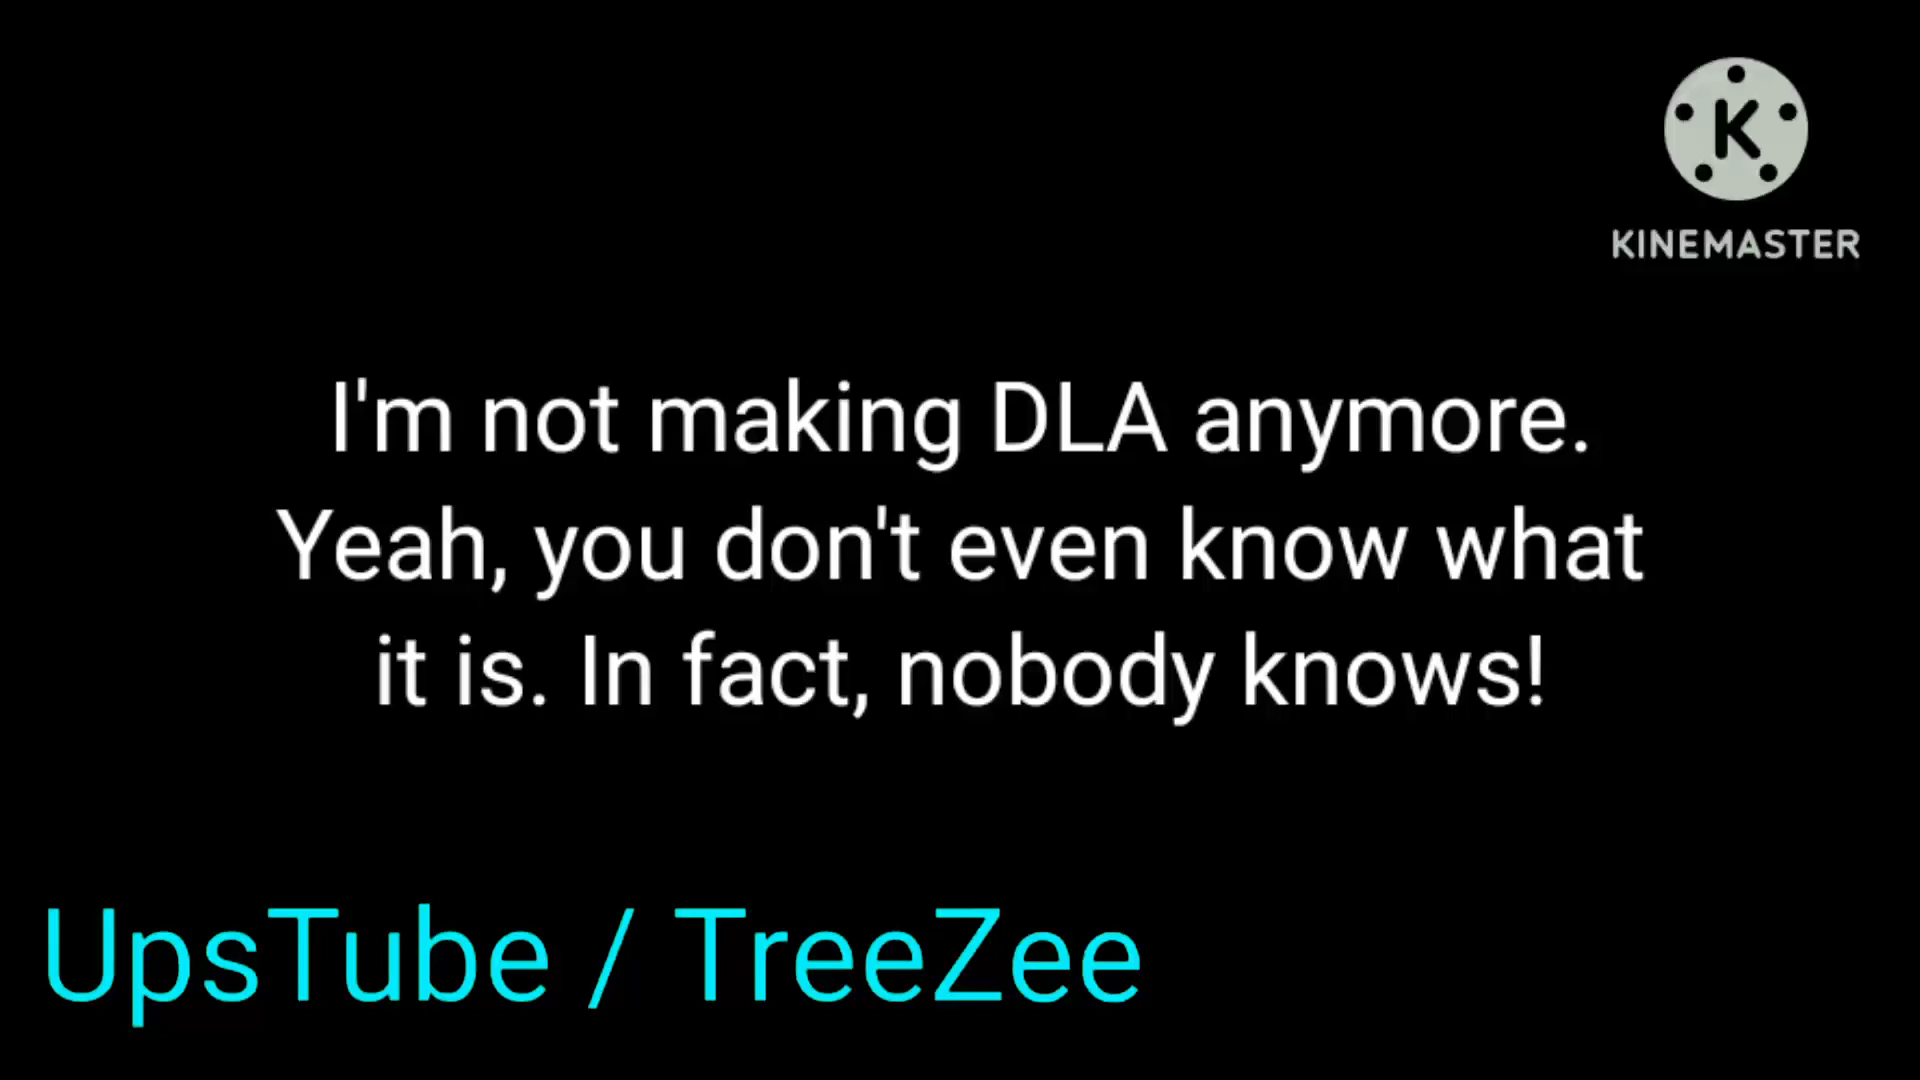 K
KINEMASTER
I'm not making DLA anymore.
Yeah, you don't even know what
it is. In fact, nobody knows!
UpsTube / TreeZee